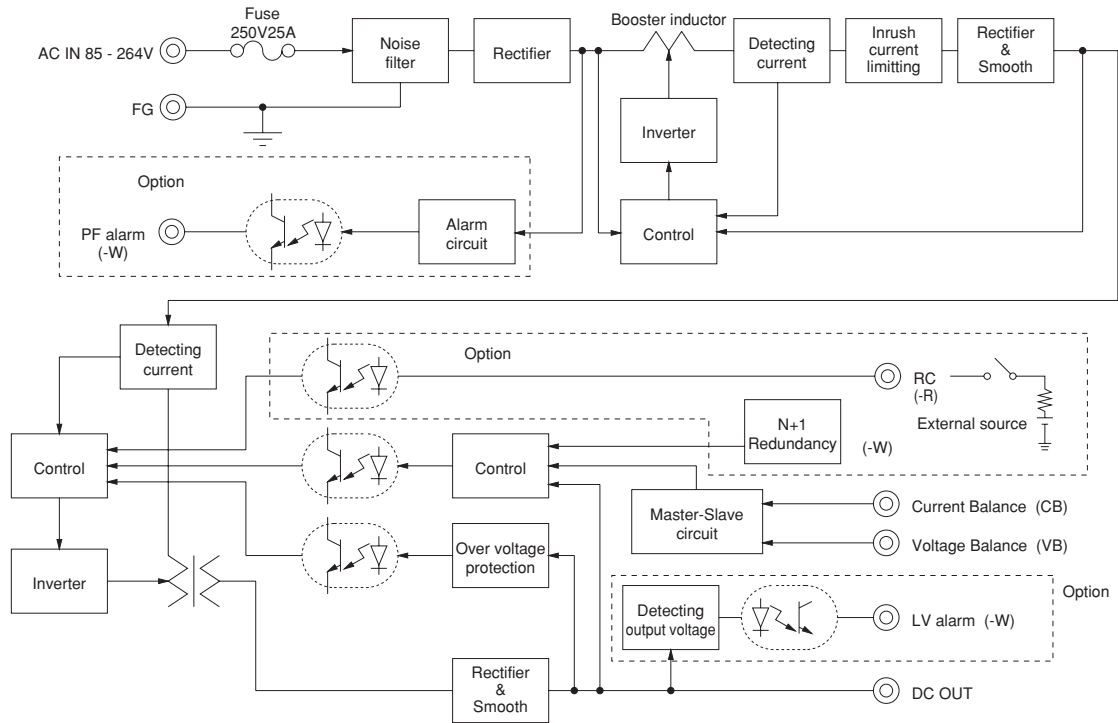 Fuse
250V25A
AC IN 85 - 264V
Noise
filter
Rectifier
Booster inductor
Detecting
current
Inrush
current
limitting
Rectifier
&
Smooth
FG
Inverter
Option
PF alarm
(-W)
Alarm
circuit
Control
Detecting
current
Option
RC
(-R)
External source
N+1
Redundancy
(-W)
Control
Control
Master-Slave
circuit
Current Balance (CB)
Voltage Balance (VB)
Inverter
Over voltage
protection
Option
Detecting
output voltage
LV alarm (-W)
Rectifier
&
Smooth
DC OUT